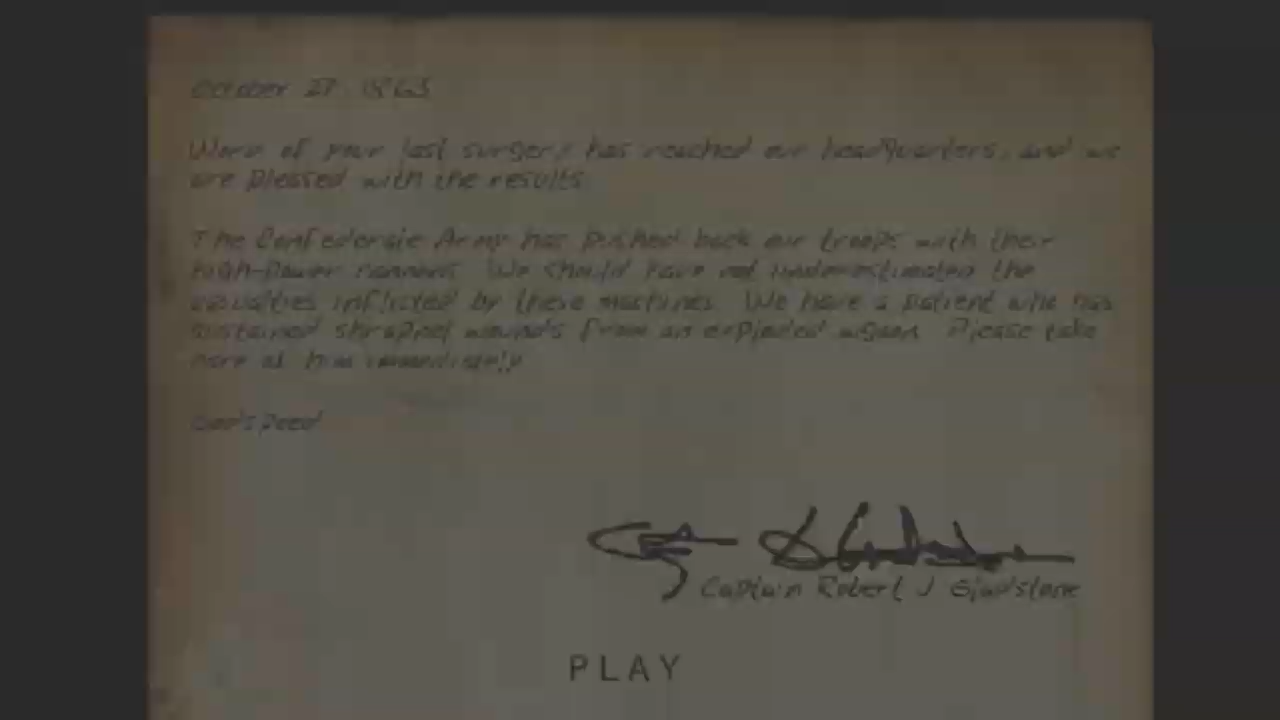 October 27, 1863
Word of your last surgery has reached our headquarters, and we
are plessed with the results.
The Confederate Army has pushed back our troops with their
high-power cannons. We should have not underestimated the
casualties inflicted by these machines. We have a patient who has
sustained shrapnel wounds from an exploded wagon. Please take
care of him immediately.
Godspeed
Captain Robert J Gladstone
PLAY